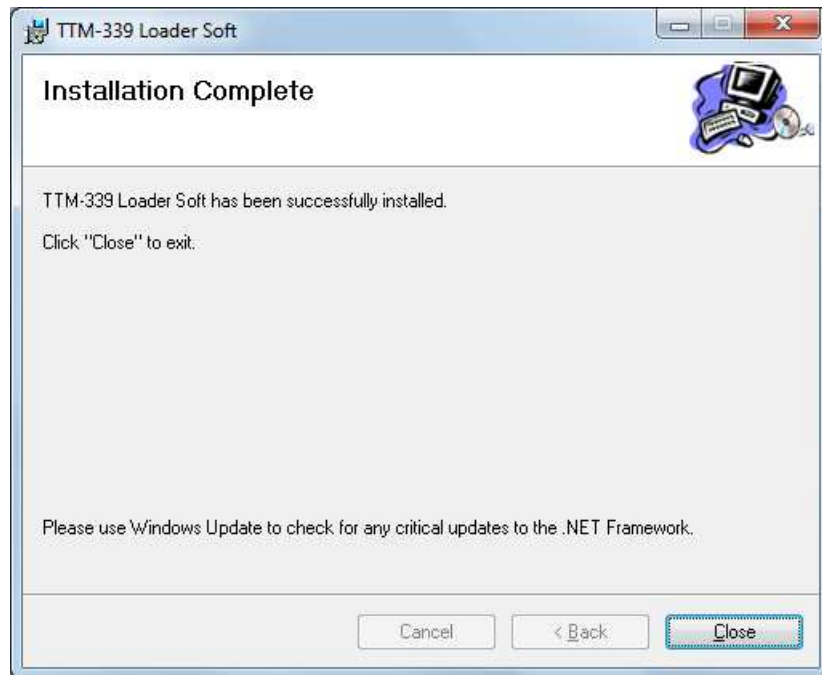 TTM-339 Loader Soft
Installation Complete
TTM-339 Loader Soft has been successfully installed.
Click "Close" to exit.
Please use Windows Update to check for any critical updates to the .NET Framework.
Cancel
< Back
Close